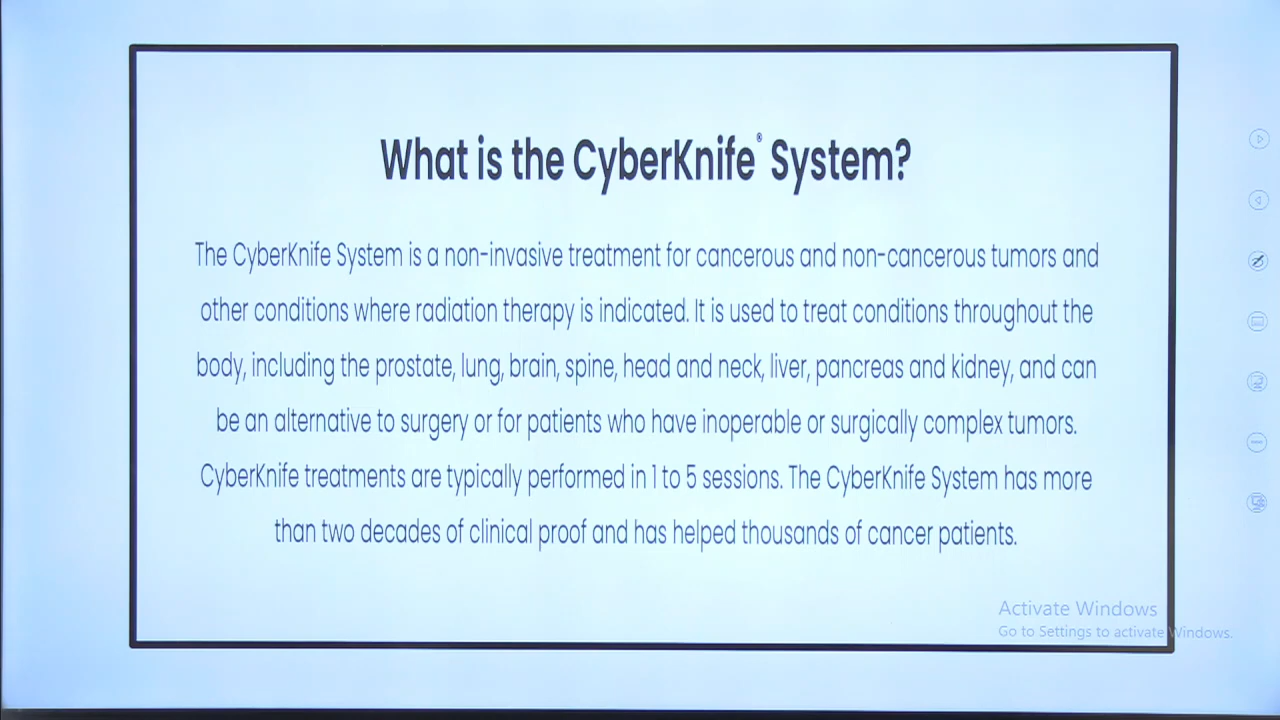 What is the CyberKnife® System?
The CyberKnife System is a non-invasive treatment for cancerous and non-cancerous tumors and
other conditions where radiation therapy is indicated. It is used to treat conditions throughout the
body, including the prostate, lung, brain, spine, head and neck, liver, pancreas and kidney, and can
be an alternative to surgery or for patients who have inoperable or surgically complex tumors.
CyberKnife treatments are typically performed in 1 to 5 sessions. The CyberKnife System has more
than two decades of clinical proof and has helped thousands of cancer patients.
Activate Windows
Go to Settings to activate Windows.